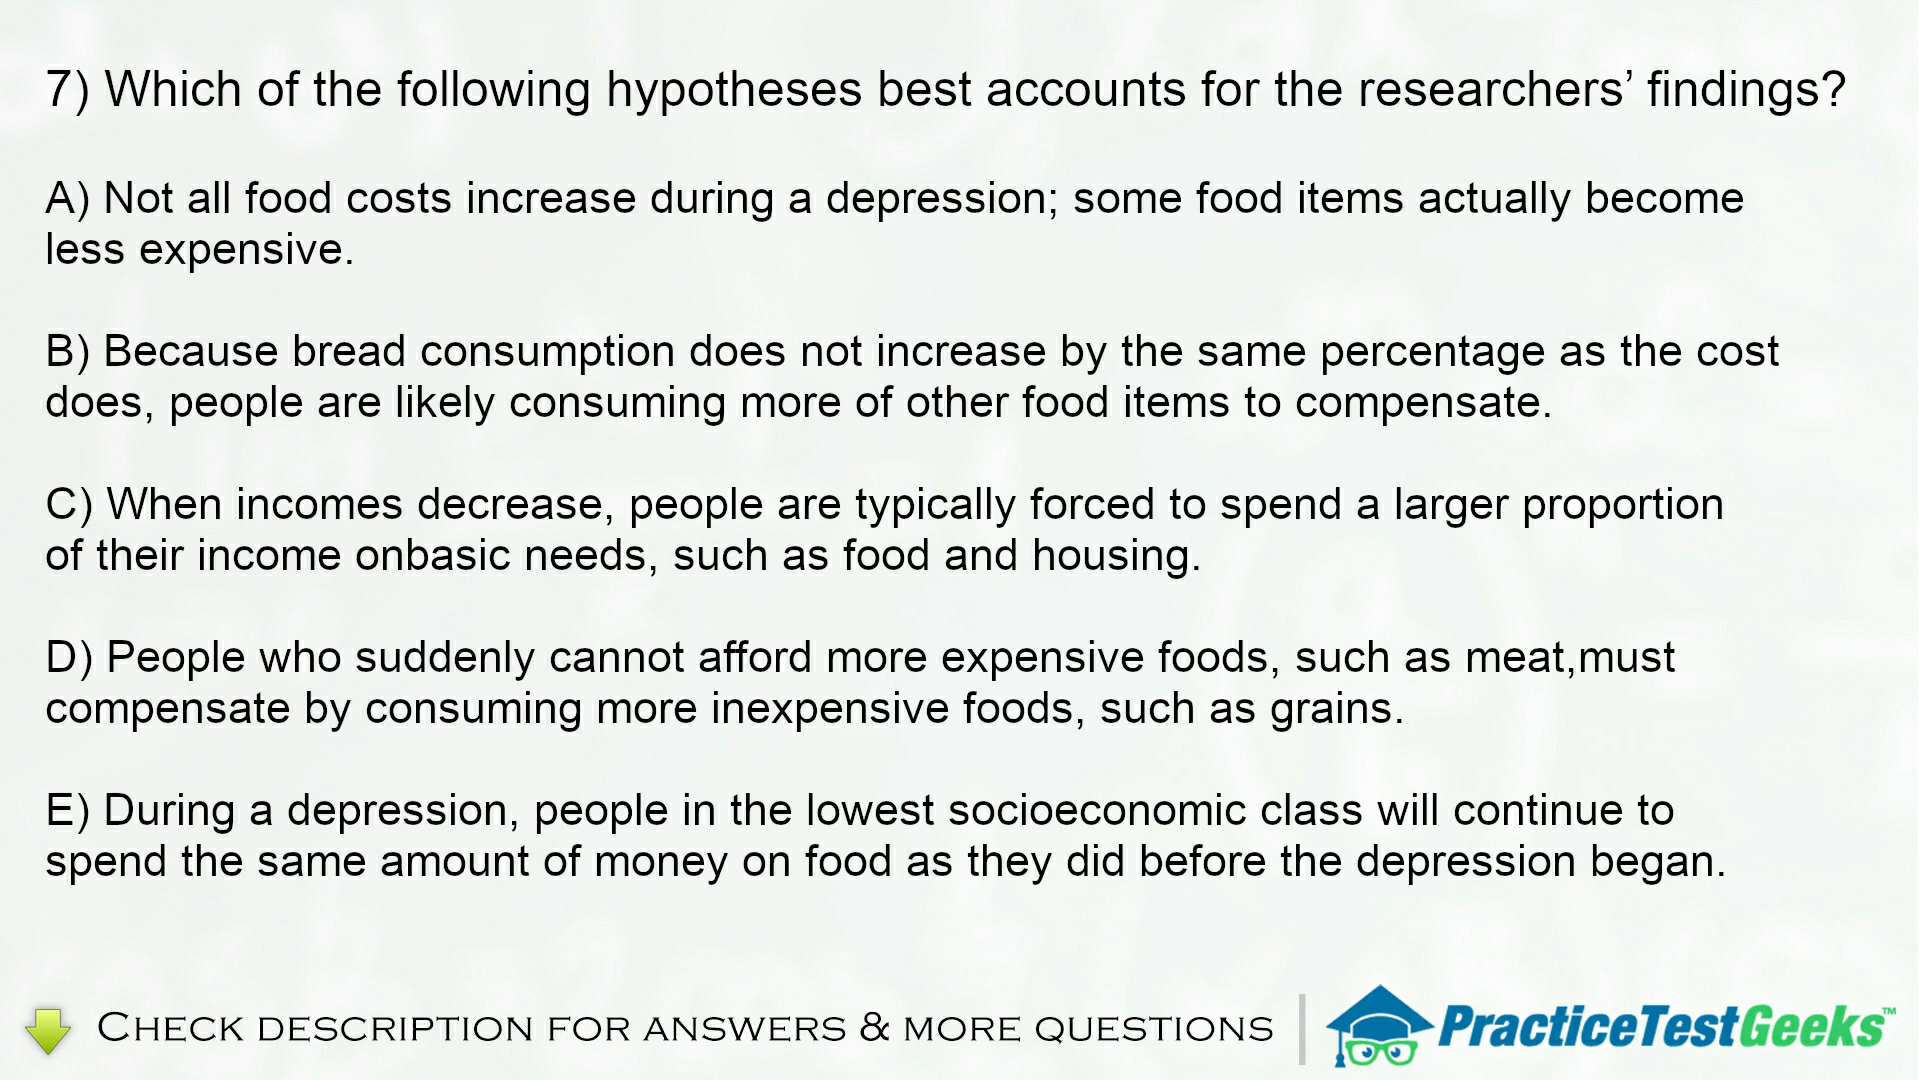 7) Which of the following hypotheses best accounts for the researchers’ findings?
A) Not all food costs increase during a depression; some food items actually become
less expensive.
B) Because bread consumption does not increase by the same percentage as the cost
does, people are likely consuming more of other food items to compensate.
C) When incomes decrease, people are typically forced to spend a larger proportion
of their income onbasic needs, such as food and housing.
D) People who suddenly cannot afford more expensive foods, such as meat,must
compensate by consuming more inexpensive foods, such as grains.
E) During a depression, people in the lowest socioeconomic class will continue to
spend the same amount of money on food as they did before the depression began.
CHECK DESCRIPTION FOR ANSWERS & MORE QUESTIONS
PracticeTestGeeks™